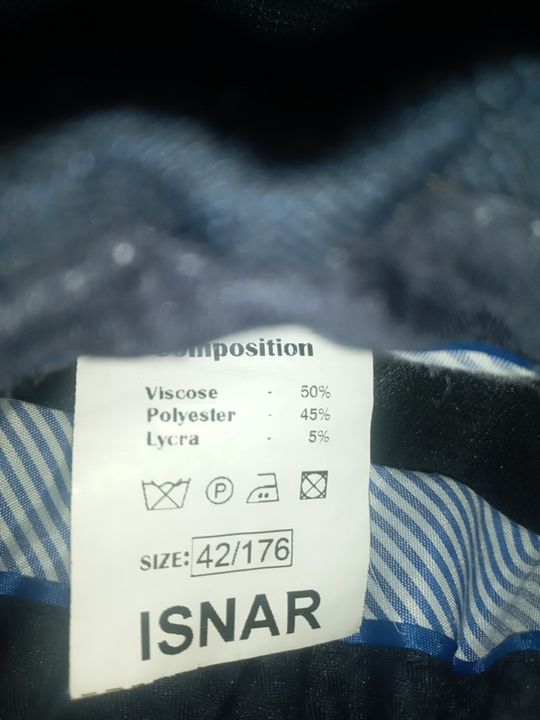 Composition
Viscose - 50%
Polyester - 45%
Lycra - 5%
P
SIZE: 42/176
ISNAR